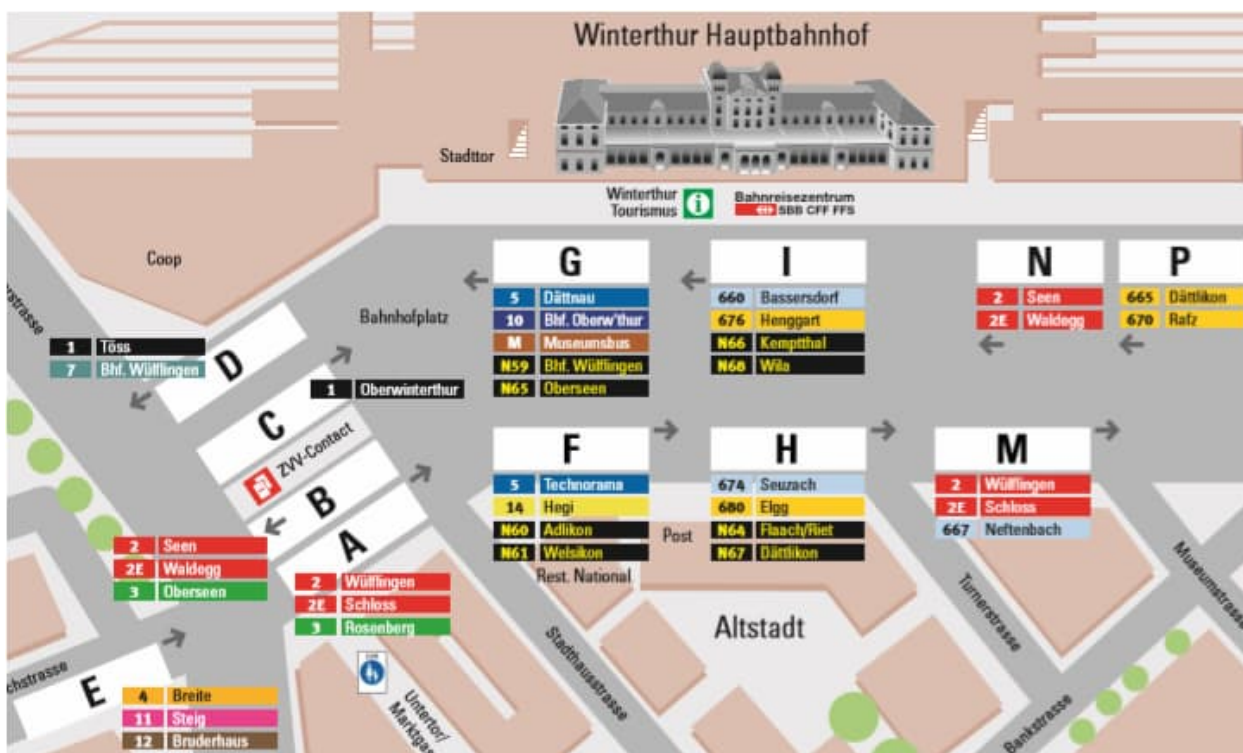 Winterthur Hauptbahnhof
Stadttor
Winterthur
Tourismus
Bahnreisezentrum
SBB CFF FFS
Coop
Bahnhofplatz
G
5 Dättnau
10 Bhf. Oberw'thur
M Museumsbus
N59 Bhf. Wülflingen
N65 Oberseen
I
660 Bassersdorf
676 Henggart
N66 Kemptthal
N68 Wila
N
2 Seen
2E Waldegg
P
665 Dättlikon
670 Rafz
D
1 Töss
7 Bhf. Wülflingen
C
1 Oberwinterthur
ZVV-Contact
B
2 Seen
2E Waldegg
3 Oberseen
A
2 Wülflingen
2E Schloss
3 Rosenberg
F
5 Technorama
14 Hegi
N60 Adlikon
N61 Welsikon
Rest. National
Post
H
674 Seuzach
680 Elgg
N64 Flaach/Riet
N67 Dättlikon
M
2 Wülflingen
2E Schloss
667 Neftenbach
Altstadt
Turnerstrasse
Museumstrasse
Bankstrasse
Stadthausstrasse
Untertor/
Marktgas
E
4 Breite
11 Steig
12 Bruderhaus
chstrasse
rstrasse